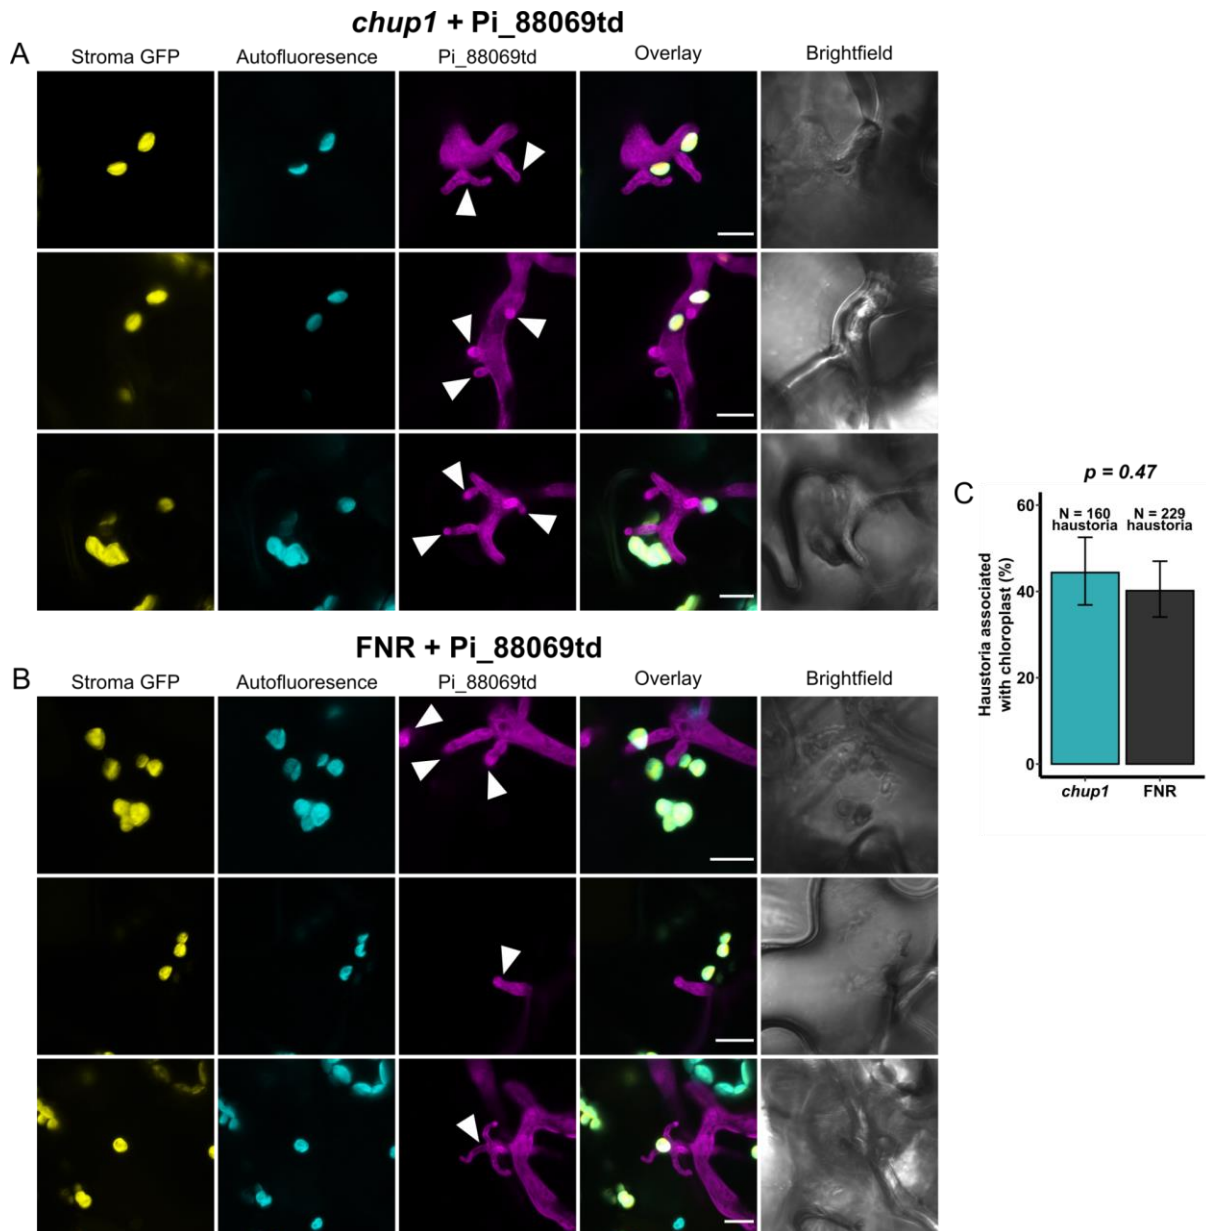 chup1 + Pi_88069td
A
Stroma GFP
Autofluoresence
Pi_88069td
Overlay
Brightfield
FNR + Pi_88069td
B
Stroma GFP
Autofluoresence
Pi_88069td
Overlay
Brightfield
C
p = 0.47
Haustoria associated
with chloroplast (%)
60
40
20
0
N = 160
haustoria
N = 229
haustoria
chup1
FNR